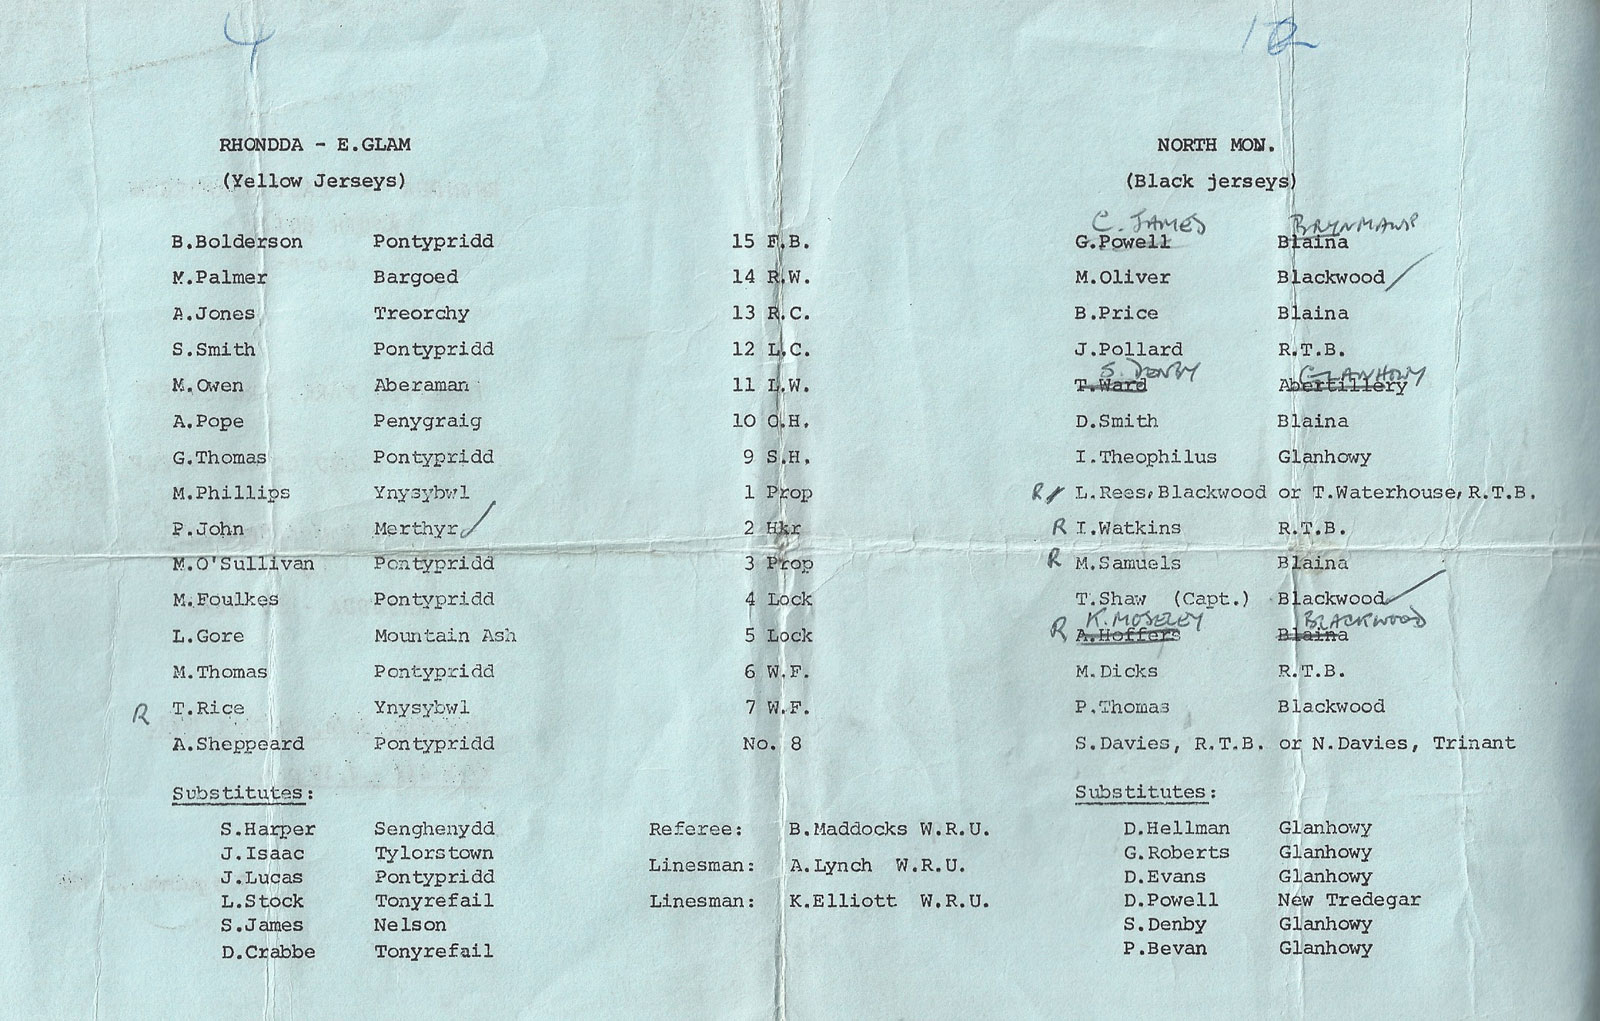 4 12
RHONDDA - E.GLAM NORTH MON.
(Yellow Jerseys) (Black jerseys)
C. JAMES BRYNMAWR
B.Bolderson Pontypridd 15 F.B. G.Powell Blaina
M.Palmer Bargoed 14 R.W. M.Oliver Blackwood
A.Jones Treorchy 13 R.C. B.Price Blaina
S.Smith Pontypridd 12 L.C. J.Pollard R.T.B.
S. DENBY GLANHOWY
M.Owen Aberaman 11 L.W. T.Ward Abertillery
A.Pope Penygraig 10 O.H. D.Smith Blaina
G.Thomas Pontypridd 9 S.H. I.Theophilus Glanhowy
M.Phillips Ynysybwl 1 Prop R L.Rees,Blackwood or T.Waterhouse,R.T.B.
P.John Merthyr 2 Hkr R I.Watkins R.T.B.
M.O'Sullivan Pontypridd 3 Prop R M.Samuels Blaina
M.Foulkes Pontypridd 4 Lock T.Shaw (Capt.) Blackwood
K. MOSELEY BLACKWOOD
L.Gore Mountain Ash 5 Lock R A.Hoffers Blaina
M.Thomas Pontypridd 6 W.F. M.Dicks R.T.B.
R T.Rice Ynysybwl 7 W.F. P.Thomas Blackwood
A.Sheppeard Pontypridd No. 8 S.Davies, R.T.B. or N.Davies, Trinant
Substitutes: Substitutes:
S.Harper Senghenydd Referee: B.Maddocks W.R.U. D.Hellman Glanhowy
J.Isaac Tylorstown G.Roberts Glanhowy
Linesman: A.Lynch W.R.U.
J.Lucas Pontypridd D.Evans Glanhowy
L.Stock Tonyrefail Linesman: K.Elliott W.R.U. D.Powell New Tredegar
S.James Nelson S.Denby Glanhowy
D.Crabbe Tonyrefail P.Bevan Glanhowy